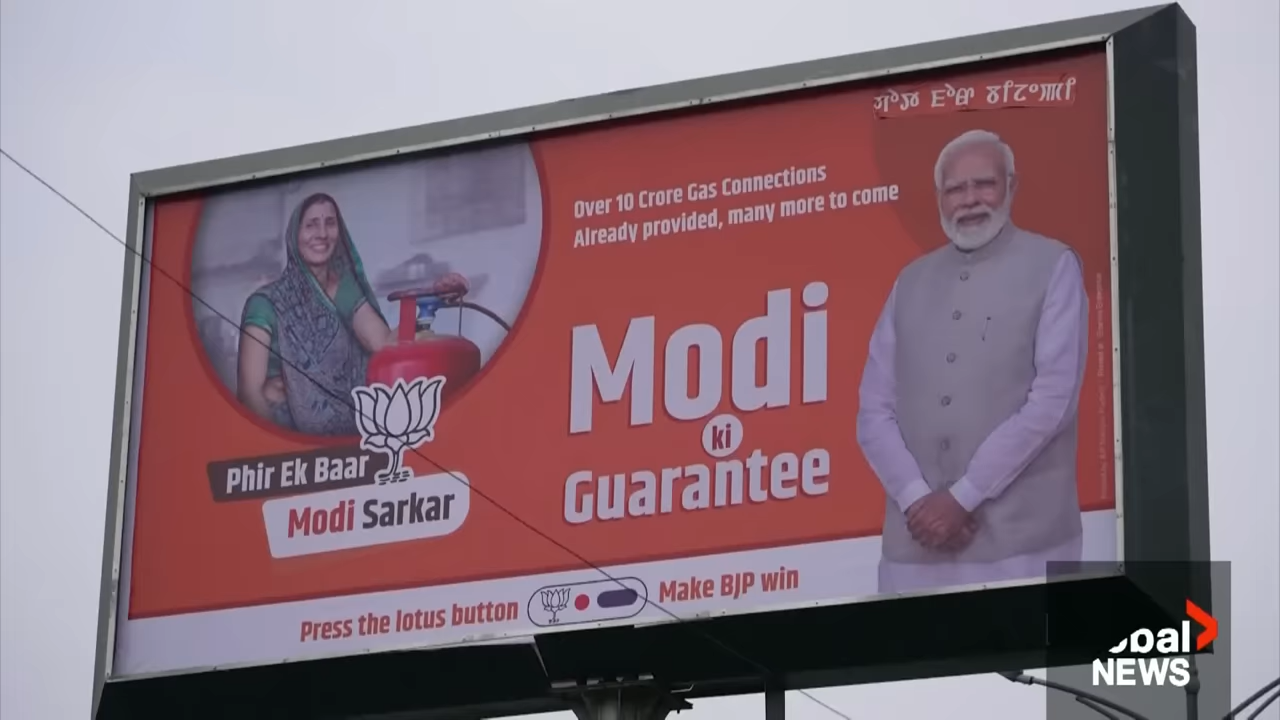 Over 10 Crore Gas Connections
Already provided, many more to come
Modi
ki
Guarantee
Phir Ek Baar
Modi Sarkar
Press the lotus button
Make BJP win
obal
NEWS